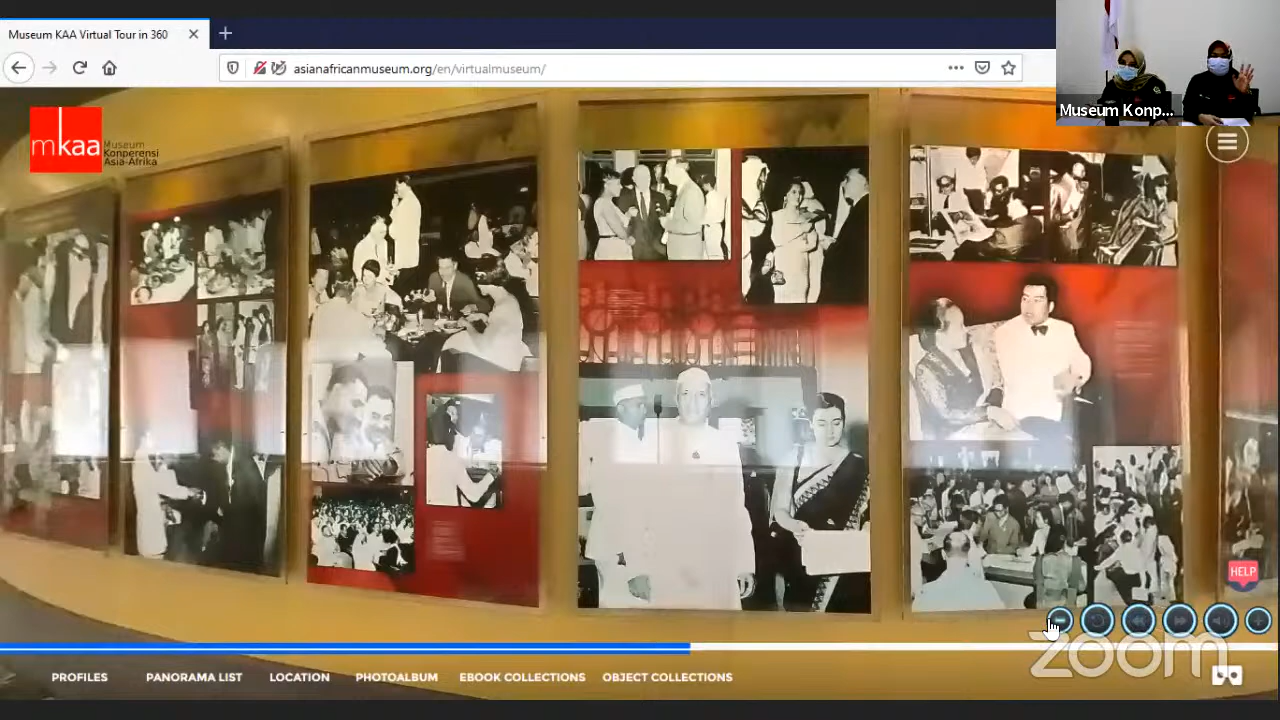 Museum KAA Virtual Tour in 360
asianafricanmuseum.org/en/virtualmuseum/
Museum Konp...
mkaa
Museum
Konperensi
Asia-Afrika
HELP
zoom
PROFILES
PANORAMA LIST
LOCATION
PHOTOALBUM
EBOOK COLLECTIONS
OBJECT COLLECTIONS